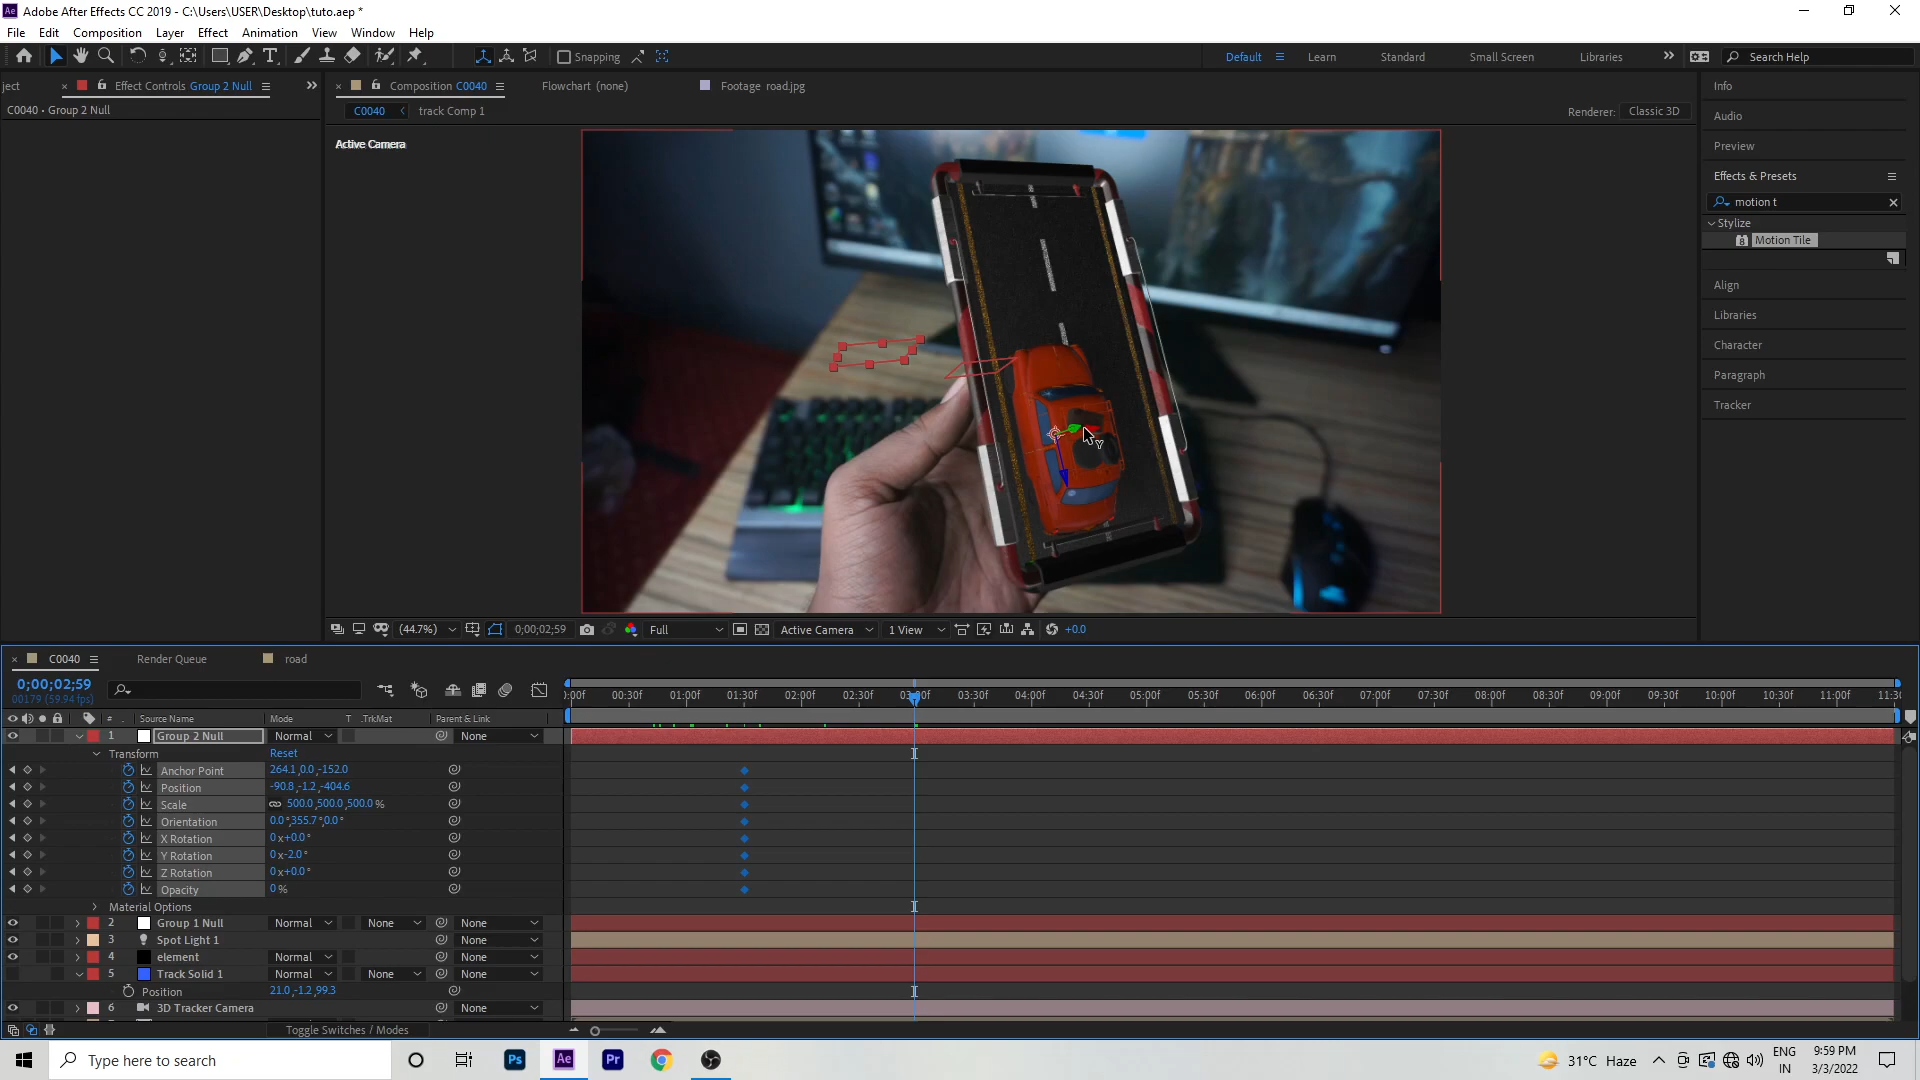 Adobe After Effects CC 2019 - C:\Users\USER\Desktop\tuto.aep *
File Edit Composition Layer Effect Animation View Window Help
Snapping Default Learn Standard Small Screen Libraries Search Help
ject Effect Controls Group 2 Null Composition C0040 Flowchart (none) Footage road.jpg Info
C0040 • Group 2 Null C0040 track Comp 1 Renderer: Classic 3D Audio
Active Camera Preview
Effects & Presets
motion t
Stylize
Motion Tile
Align
Libraries
Character
Paragraph
Tracker
(44.7%) 0;00;02;59 Full Active Camera 1 View +0.0
C0040 Render Queue road
0;00;02;59
00179 (59.94 fps)
:00f 00:30f 01:00f 01:30f 02:00f 02:30f 03:00f 03:30f 04:00f 04:30f 05:00f 05:30f 06:00f 06:30f 07:00f 07:30f 08:00f 08:30f 09:00f 09:30f 10:00f 10:30f 11:00f 11:30
# Source Name Mode T .TrkMat Parent & Link
1 Group 2 Null Normal None
Transform Reset
Anchor Point 264.1,0.0,-152.0
Position -90.8,-1.2,-404.6
Scale 500.0,500.0,500.0 %
Orientation 0.0°,355.7°,0.0°
X Rotation 0x+0.0°
Y Rotation 0x-2.0°
Z Rotation 0x+0.0°
Opacity 0 %
Material Options
2 Group 1 Null Normal None None
3 Spot Light 1 None
4 element Normal None
5 Track Solid 1 Normal None None
Position 21.0,-1.2,99.3
6 3D Tracker Camera None
Toggle Switches / Modes
Type here to search Ps Ae Pr 31°C Haze ENG IN 9:59 PM 3/3/2022